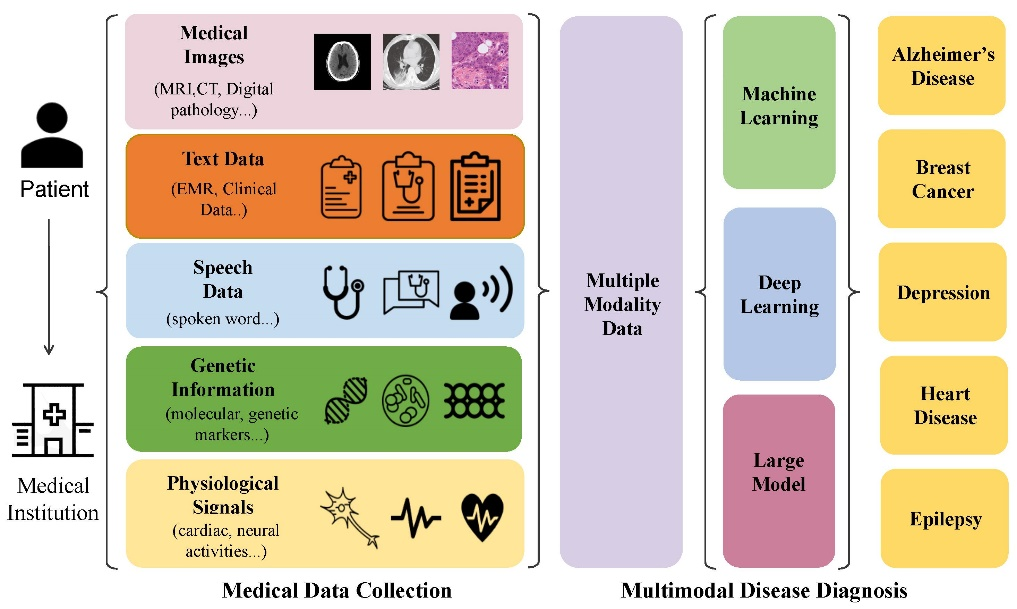 Patient
Medical
Institution
Medical
Images
(MRI,CT, Digital
pathology...)
Text Data
(EMR, Clinical
Data..)
Speech
Data
(spoken word...)
Genetic
Information
(molecular, genetic
markers...)
Physiological
Signals
(cardiac, neural
activities...)
Medical Data Collection
Multiple
Modality
Data
Machine
Learning
Deep
Learning
Large
Model
Alzheimer's
Disease
Breast
Cancer
Depression
Heart
Disease
Epilepsy
Multimodal Disease Diagnosis